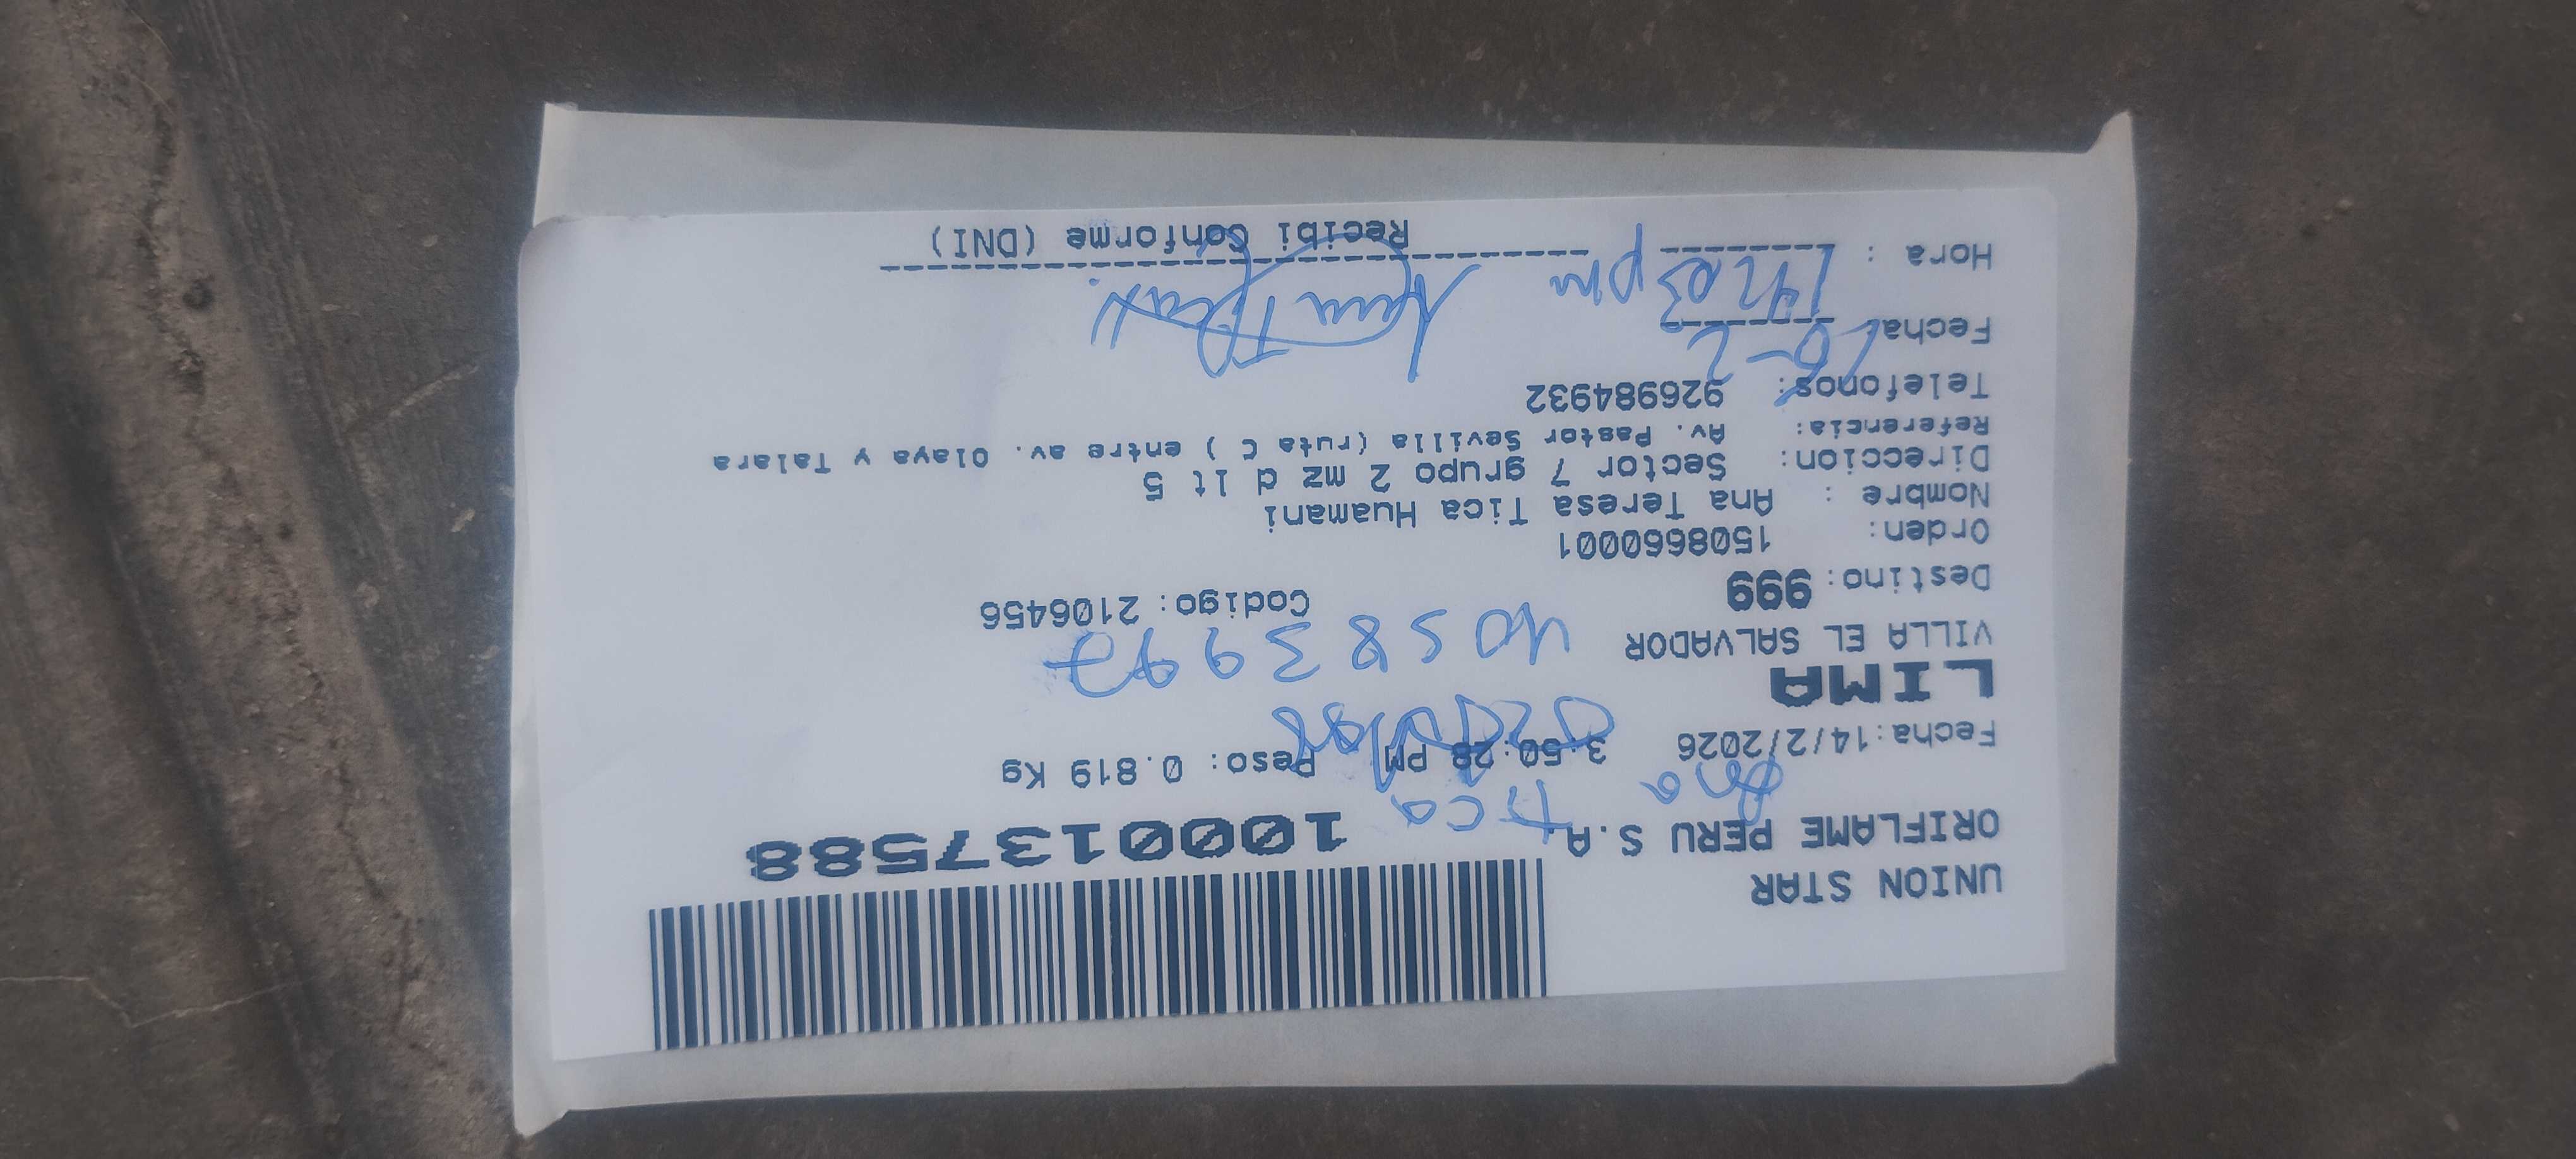 UNION STAR
ORIFLAME PERU S.A.
1000137588
Ana Tica
Fecha:14/2/2026 3:50:28 PM Peso: 0.819 Kg
LIMA
VILLA EL SALVADOR
40583997
Destino: 999 Codigo: 2106456
Orden: 1508660001
Nombre : Ana Teresa Tica Huamani
Direccion: Sector 7 grupo 2 mz d lt 5
Referencia: Av. Pastor Sevilla (ruta C ) entre av. Olaya y Talara
Telefonos: 926984932
Fecha 16-2
Hora : 14:03 pm
Recibi Conforme (DNI)